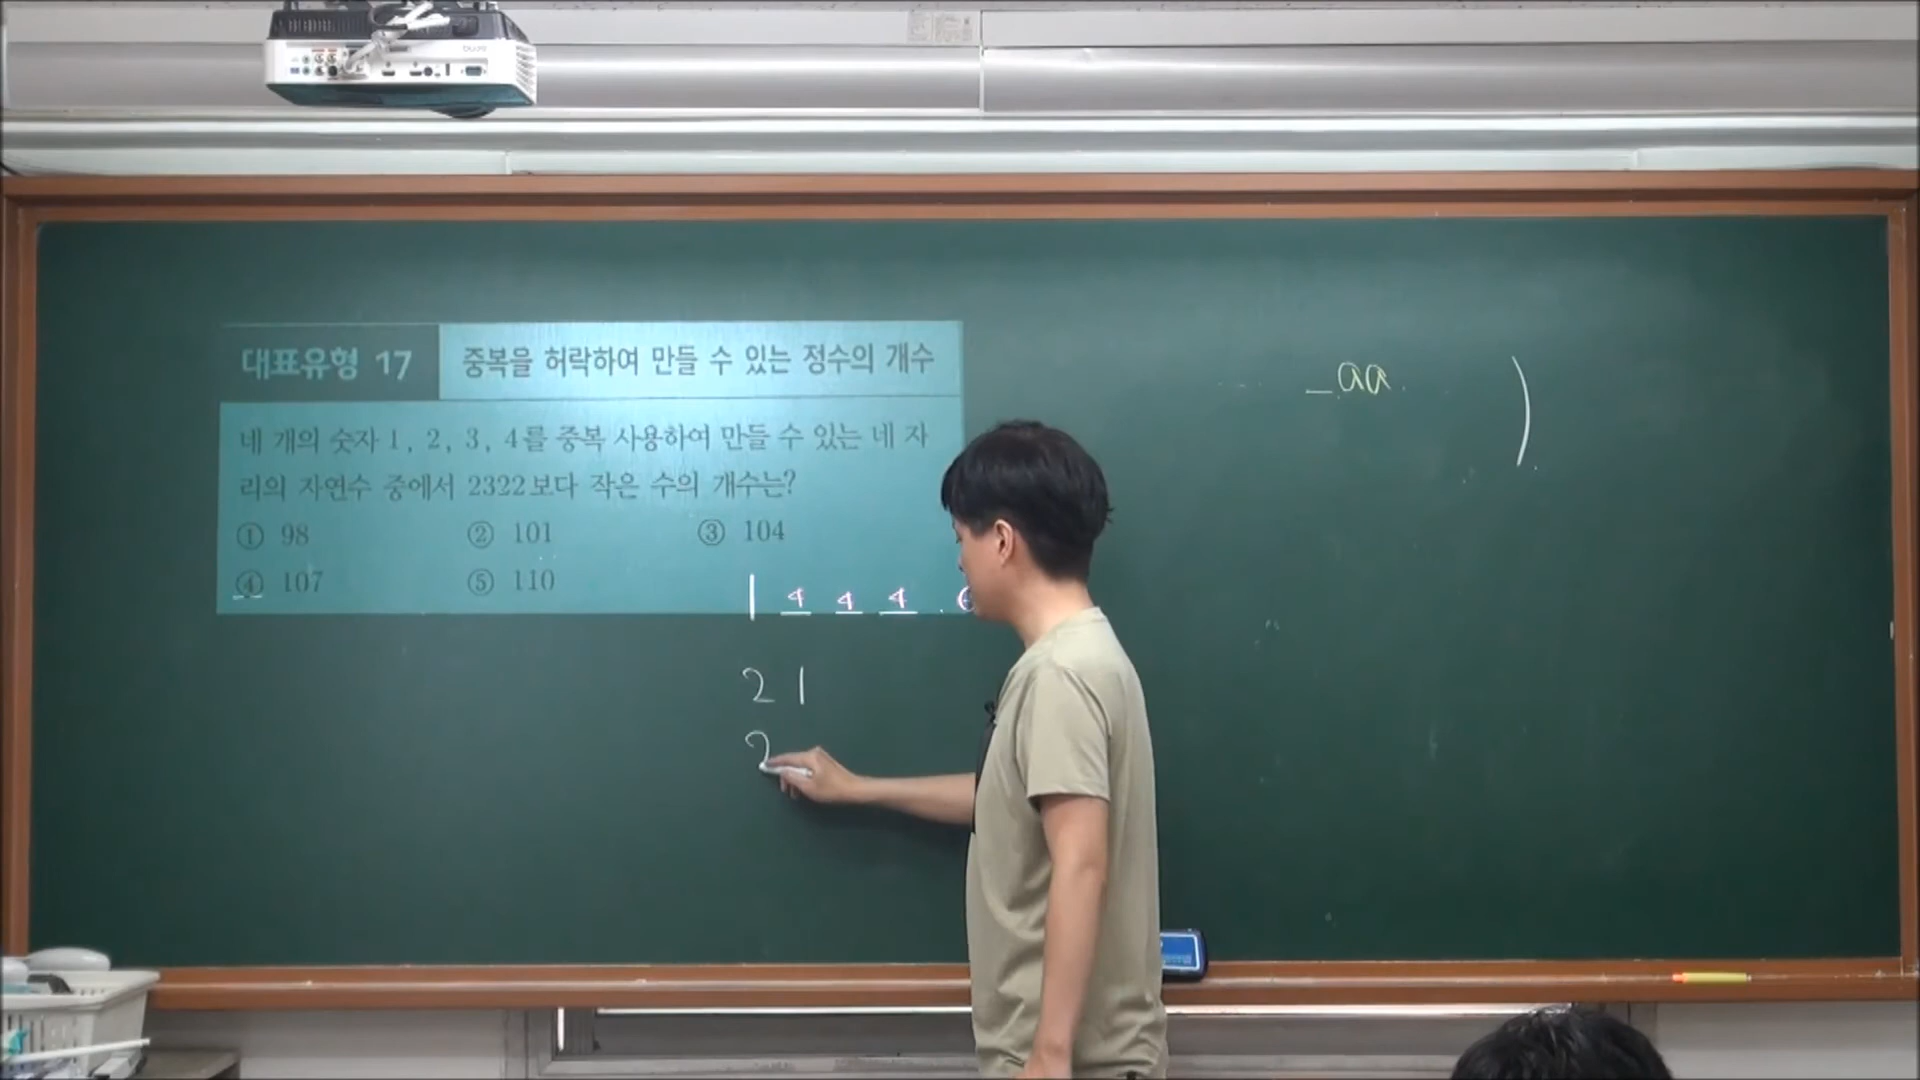 대표유형 17
중복을 허락하여 만들 수 있는 정수의 개수
네 개의 숫자 1, 2, 3, 4를 중복 사용하여 만들 수 있는 네 자
리의 자연수 중에서 2322보다 작은 수의 개수는?
① 98 ② 101 ③ 104
④ 107 ⑤ 110
1 4 4 4
2 1
2
_aa )
BenQ